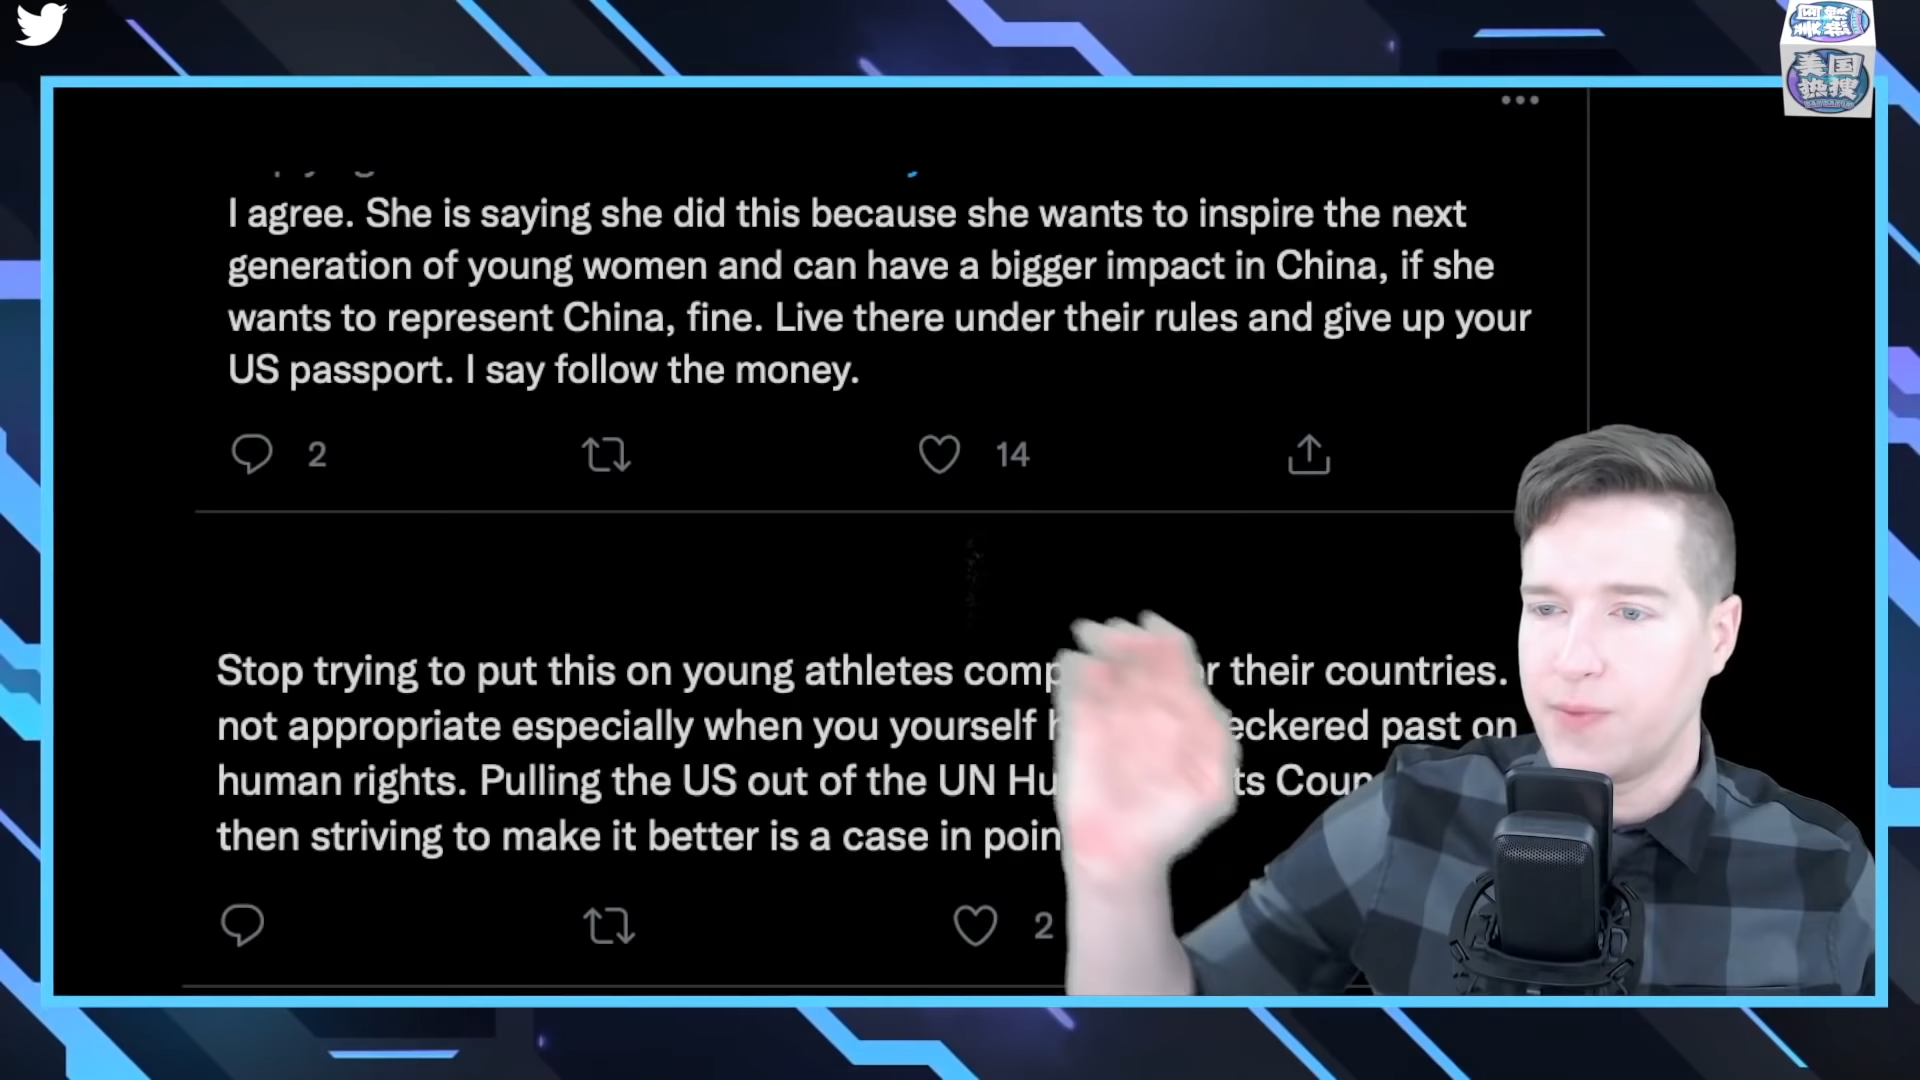 美国
热搜
I agree. She is saying she did this because she wants to inspire the next
generation of young women and can have a bigger impact in China, if she
wants to represent China, fine. Live there under their rules and give up your
US passport. I say follow the money.
2
14
Stop trying to put this on young athletes comp r their countries.
not appropriate especially when you yourself h eckered past on
human rights. Pulling the US out of the UN Hu ts Coun
then striving to make it better is a case in poin
2